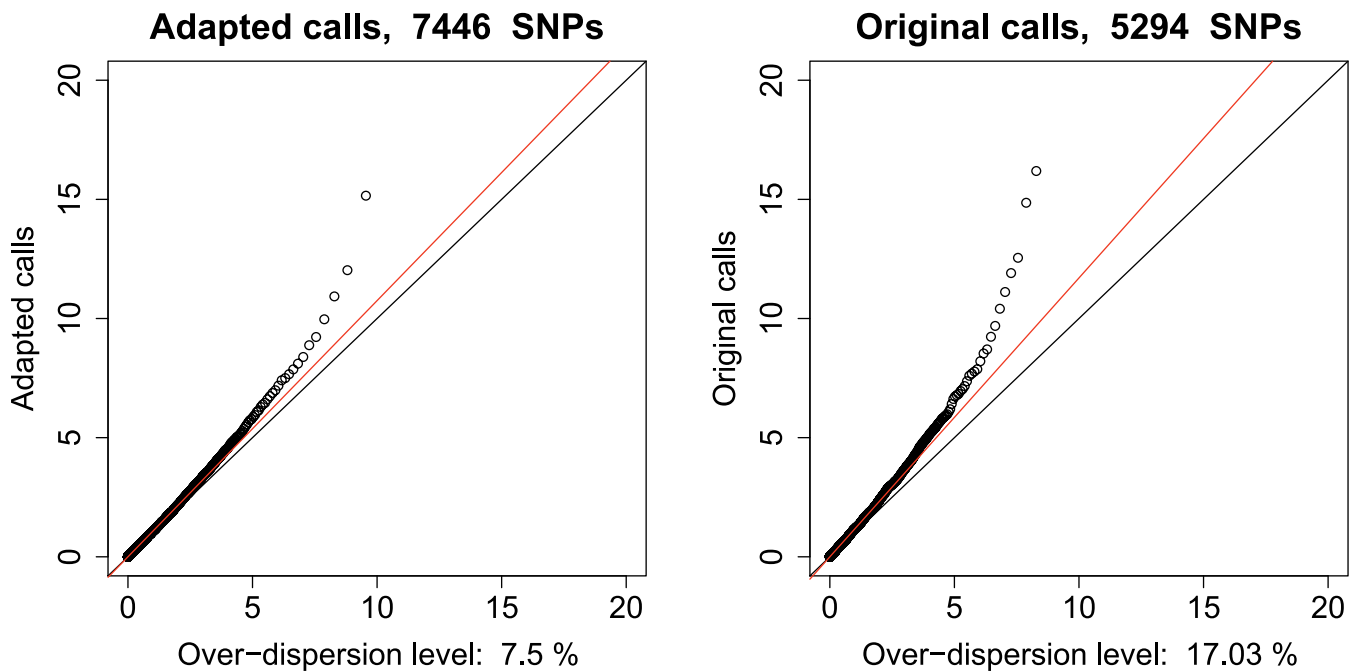 Adapted calls, 7446 SNPs
Adapted calls
20
15
10
5
0
0 5 10 15 20
Over−dispersion level: 7.5 %
Original calls, 5294 SNPs
Original calls
20
15
10
5
0
0 5 10 15 20
Over−dispersion level: 17.03 %